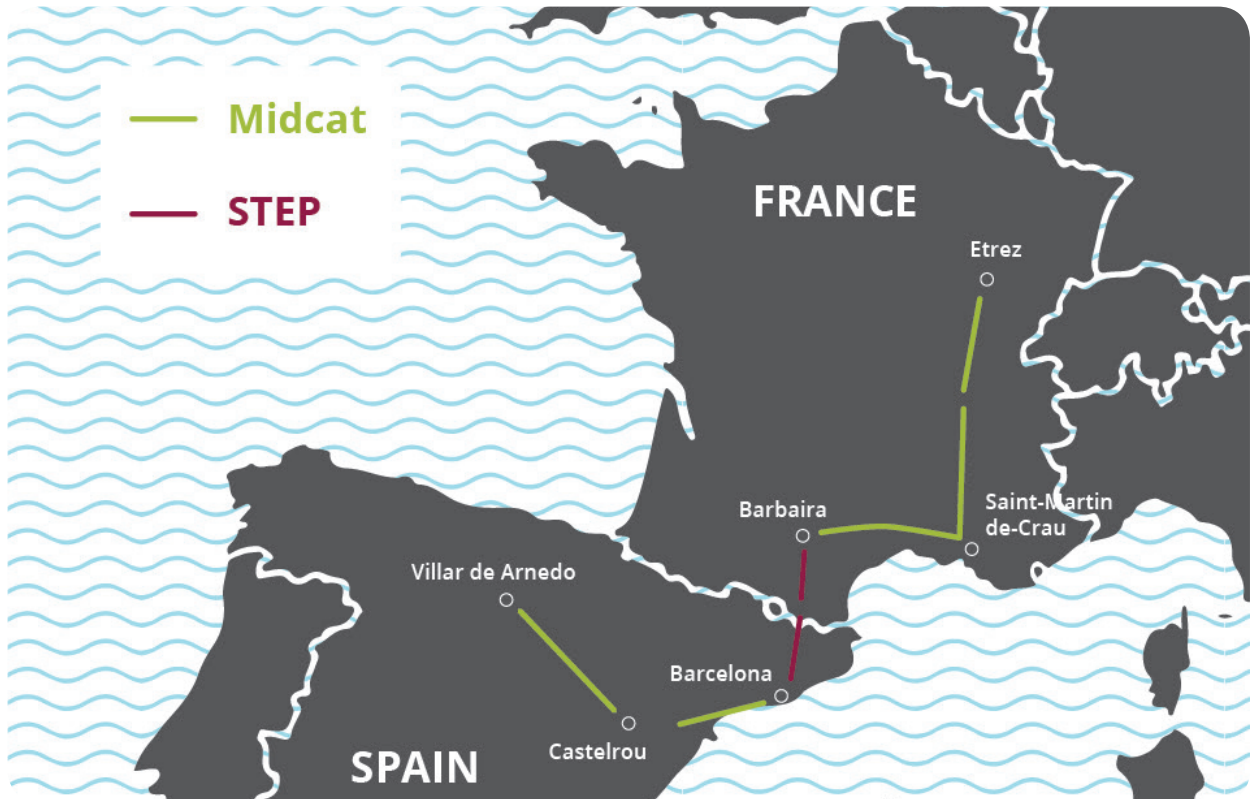 Midcat
STEP
FRANCE
Etrez
Barbaira
Saint-Martin
de-Crau
Villar de Arnedo
Barcelona
Castelrou
SPAIN